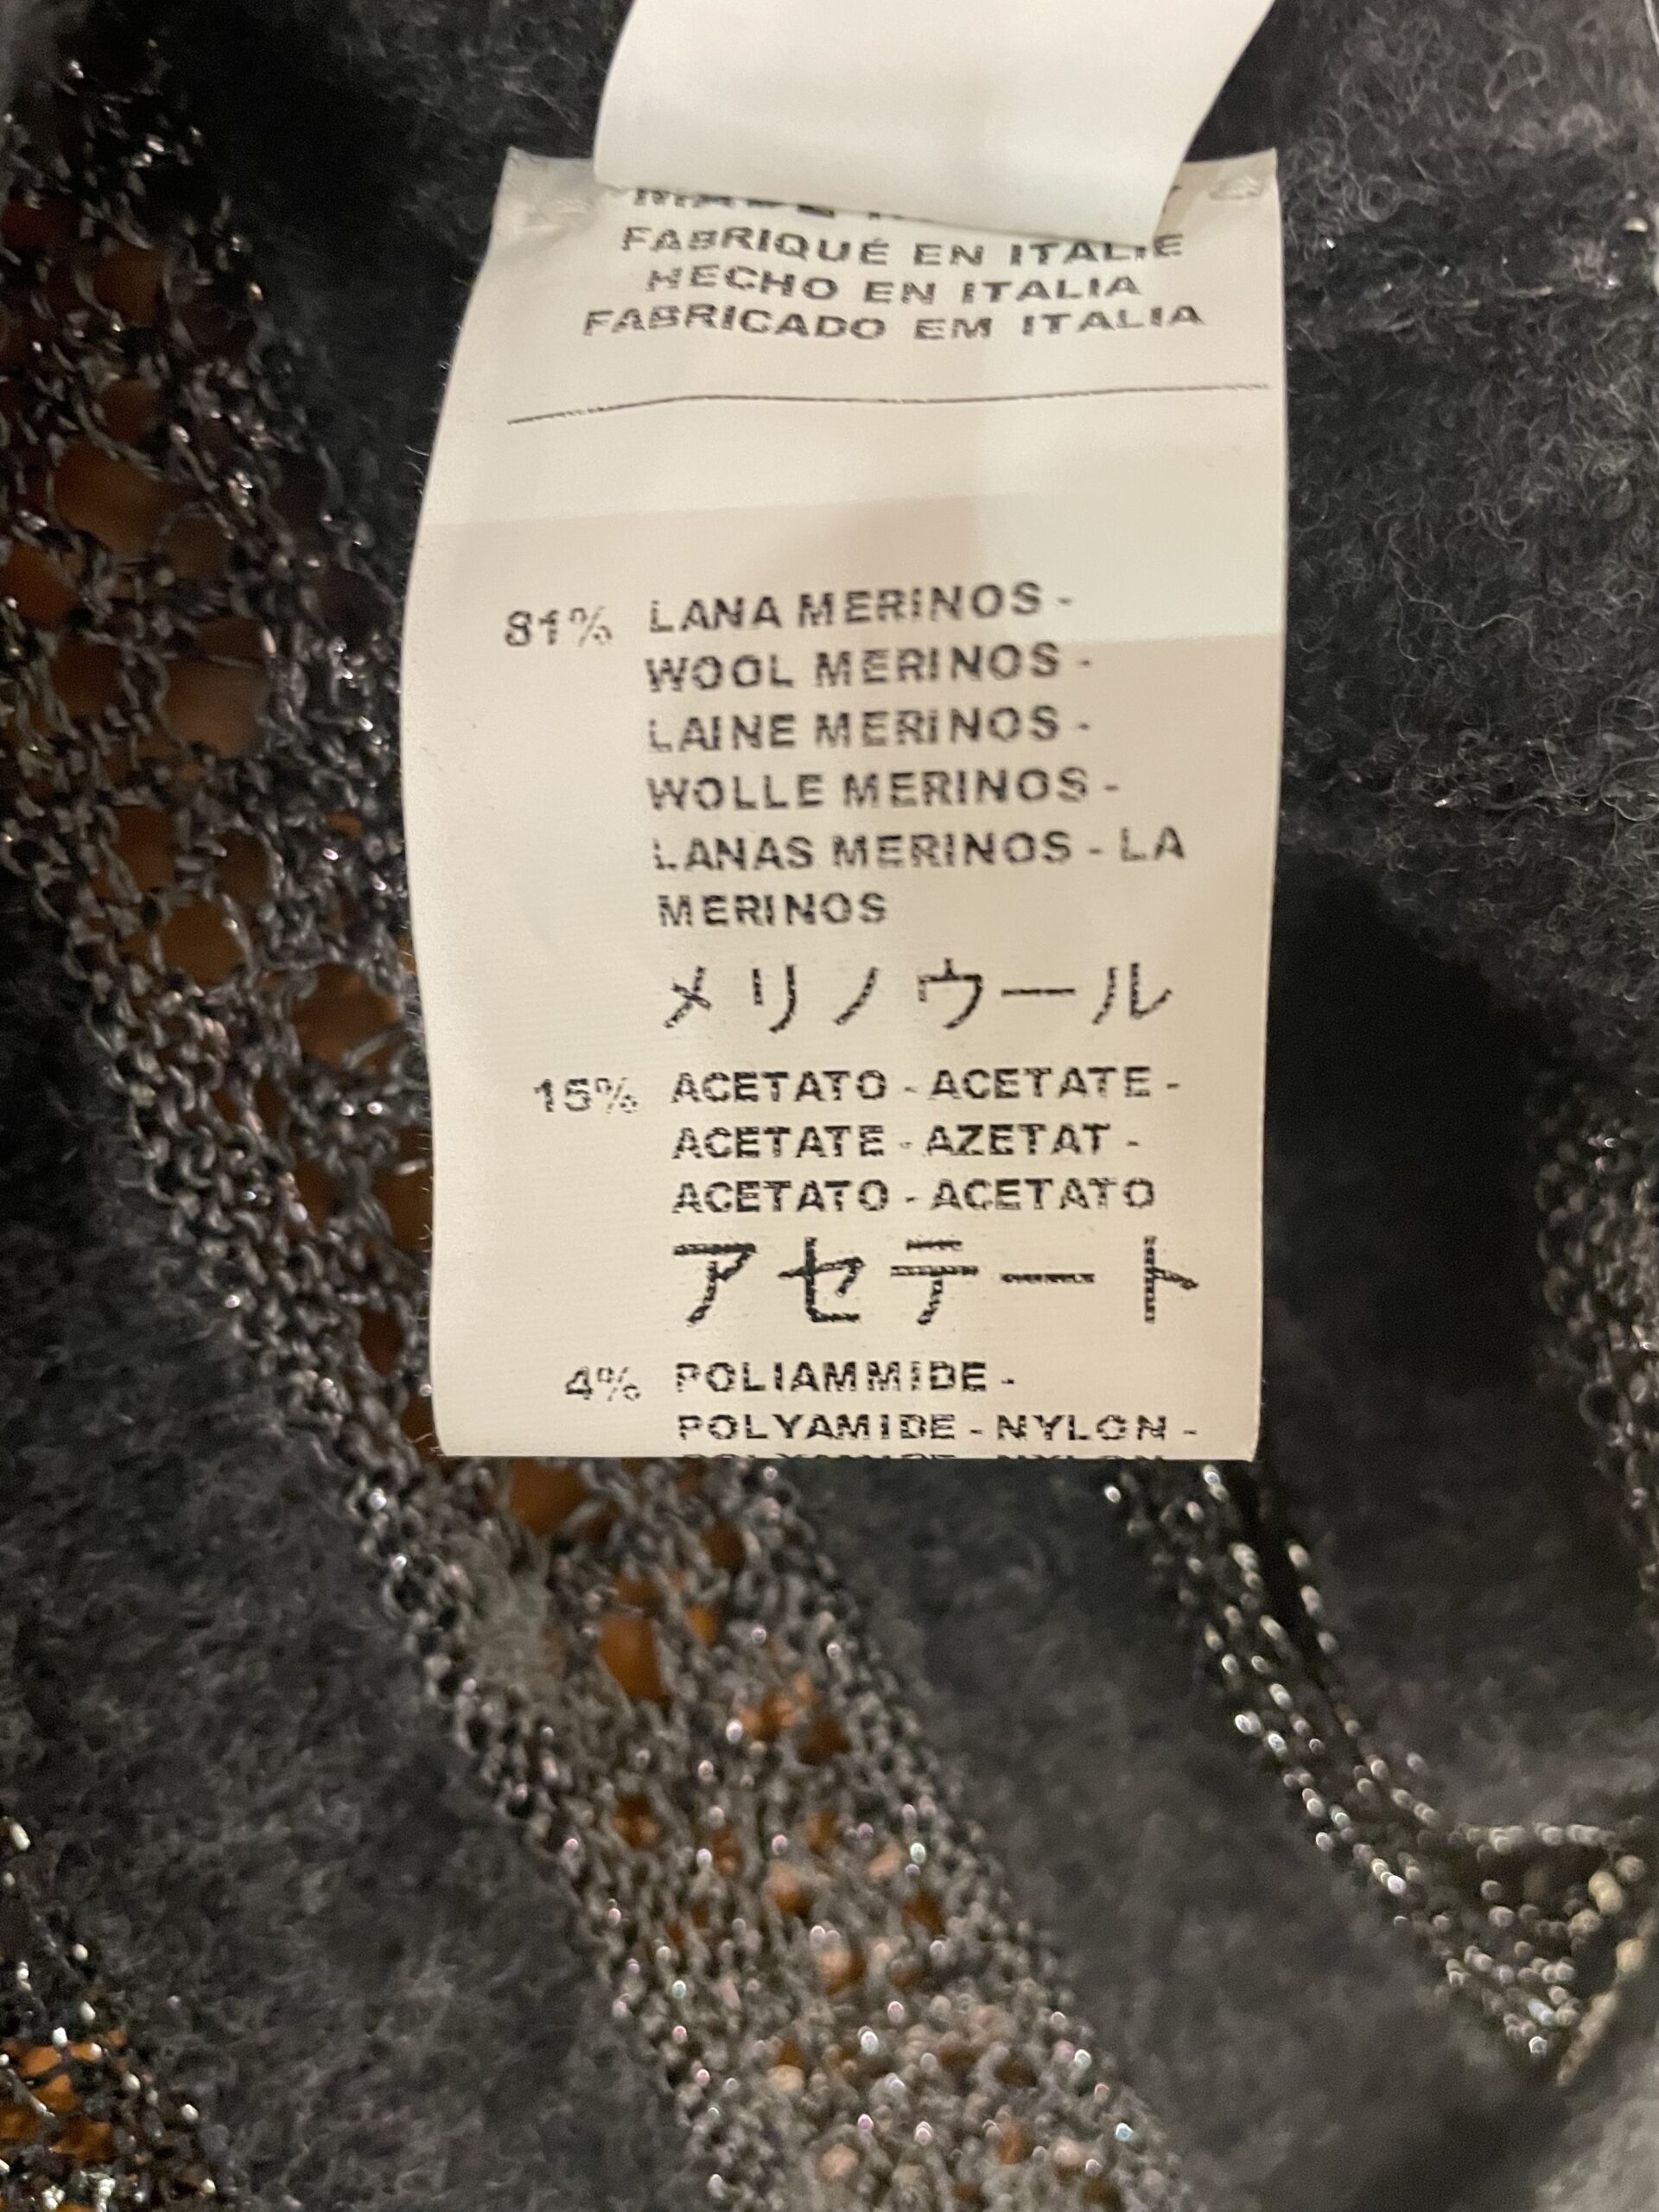 FABRIQUÉ EN ITALIE
HECHO EN ITALIA
FABRICADO EM ITALIA
81% LANA MERINOS -
WOOL MERINOS -
LAINE MERINOS -
WOLLE MERINOS -
LANAS MERINOS - LA
MERINOS
メリノウール
15% ACETATO - ACETATE -
ACETATE - AZETAT -
ACETATO - ACETATO
アセテート
4% POLIAMMIDE -
POLYAMIDE - NYLON -